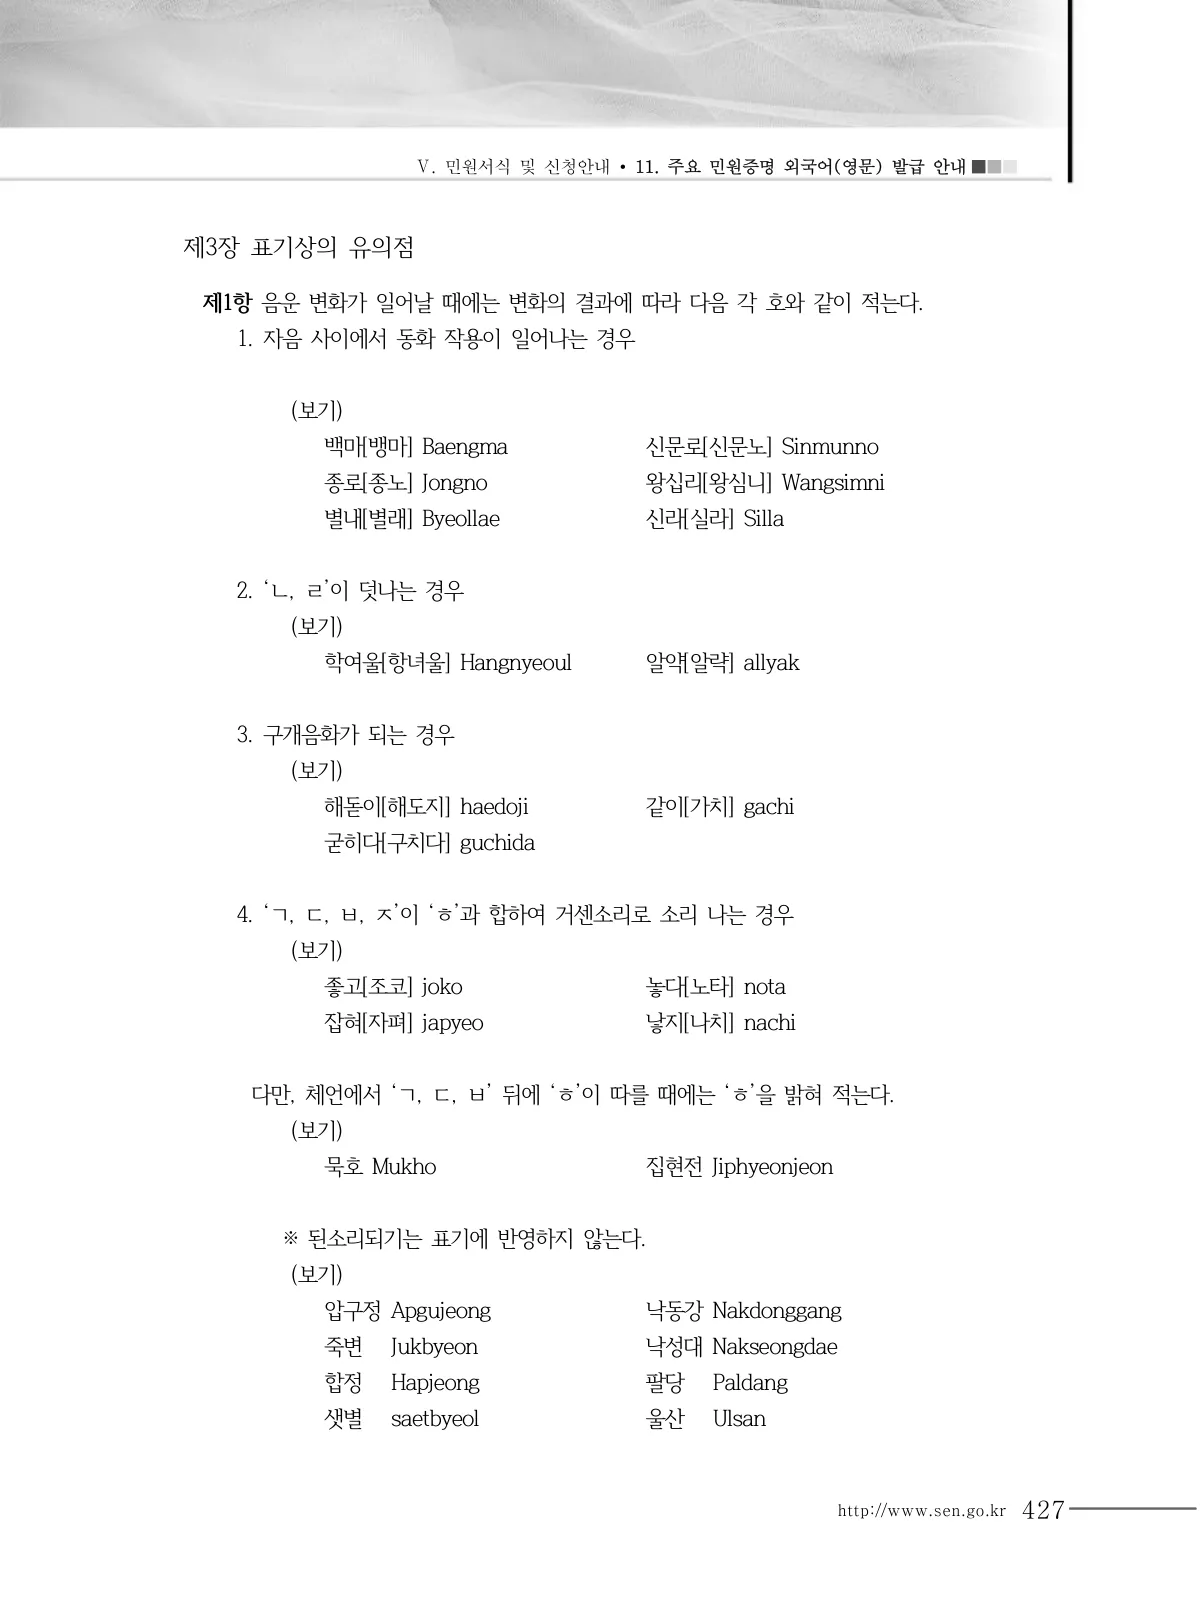 Ⅴ. 민원서식 및 신청안내 • 11. 주요 민원증명 외국어(영문) 발급 안내
제3장 표기상의 유의점
제1항 음운 변화가 일어날 때에는 변화의 결과에 따라 다음 각 호와 같이 적는다.
1. 자음 사이에서 동화 작용이 일어나는 경우
(보기)
백마[뱅마] Baengma 신문로[신문노] Sinmunno
종로[종노] Jongno 왕십리[왕심니] Wangsimni
별내[별래] Byeollae 신라[실라] Silla
2. ‘ㄴ, ㄹ’이 덧나는 경우
(보기)
학여울[항녀울] Hangnyeoul 알약[알략] allyak
3. 구개음화가 되는 경우
(보기)
해돋이[해도지] haedoji 같이[가치] gachi
굳히다[구치다] guchida
4. ‘ㄱ, ㄷ, ㅂ, ㅈ’이 ‘ㅎ’과 합하여 거센소리로 소리 나는 경우
(보기)
좋고[조코] joko 놓다[노타] nota
잡혀[자펴] japyeo 낳지[나치] nachi
다만, 체언에서 ‘ㄱ, ㄷ, ㅂ’ 뒤에 ‘ㅎ’이 따를 때에는 ‘ㅎ’을 밝혀 적는다.
(보기)
묵호 Mukho 집현전 Jiphyeonjeon
※ 된소리되기는 표기에 반영하지 않는다.
(보기)
압구정 Apgujeong 낙동강 Nakdonggang
죽변 Jukbyeon 낙성대 Nakseongdae
합정 Hapjeong 팔당 Paldang
샛별 saetbyeol 울산 Ulsan
http://www.sen.go.kr 427